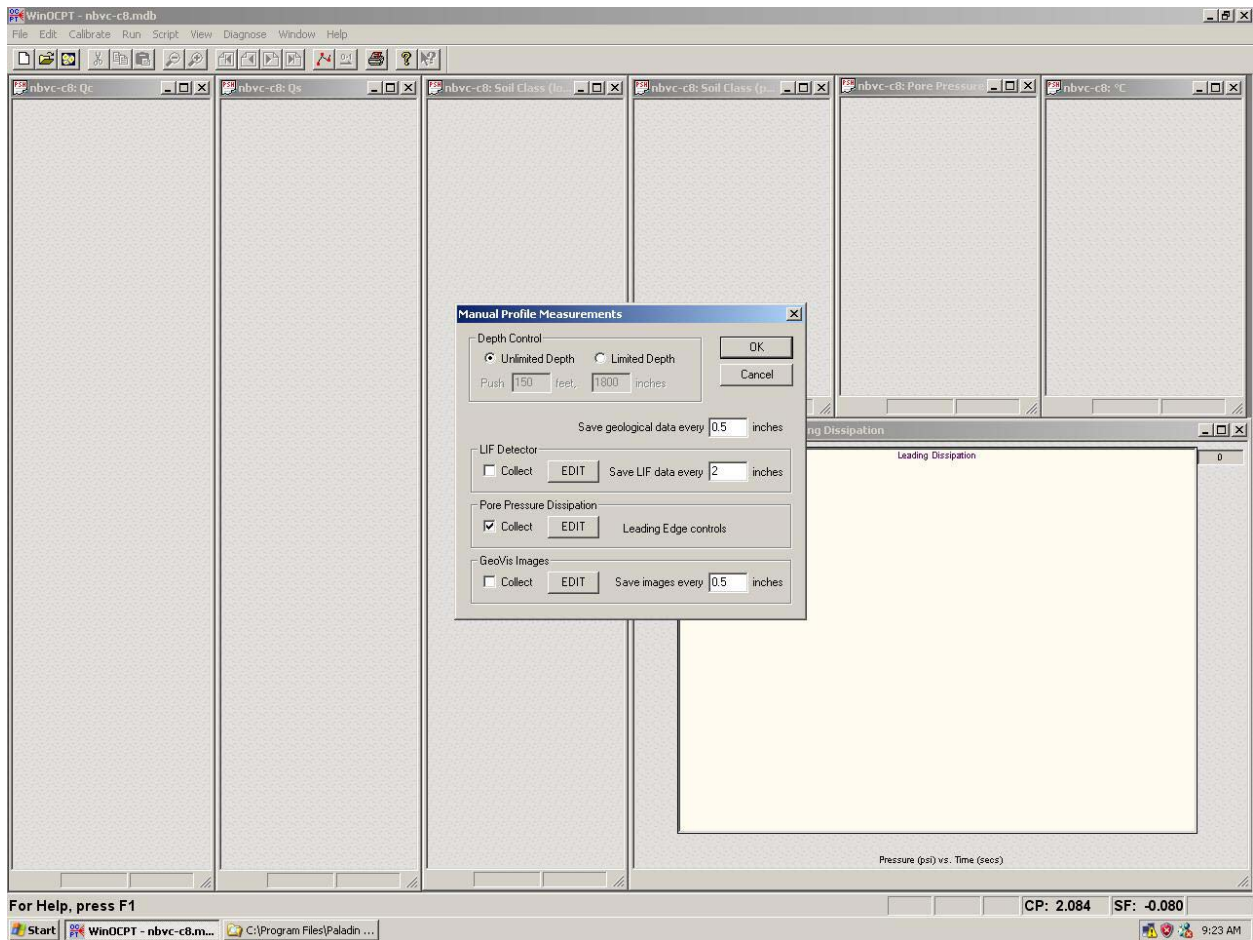 WinOCPT - nbvc-c8.mdb
File Edit Calibrate Run Script View Diagnose Window Help
nbvc-c8: Qc
nbvc-c8: Qs
nbvc-c8: Soil Class (lo...
nbvc-c8: Soil Class (p...
nbvc-c8: Pore Pressure
nbvc-c8: °C
Manual Profile Measurements
Depth Control
Unlimited Depth Limited Depth
Push 150 feet, 1800 inches
OK
Cancel
Save geological data every 0.5 inches
LIF Detector
Collect EDIT Save LIF data every 2 inches
Pore Pressure Dissipation
Collect EDIT Leading Edge controls
GeoVis Images
Collect EDIT Save images every 0.5 inches
ng Dissipation
Leading Dissipation
0
Pressure (psi) vs. Time (secs)
For Help, press F1
CP: 2.084 SF: -0.080
Start WinOCPT - nbvc-c8.m... C:\Program Files\Paladin ... 9:23 AM